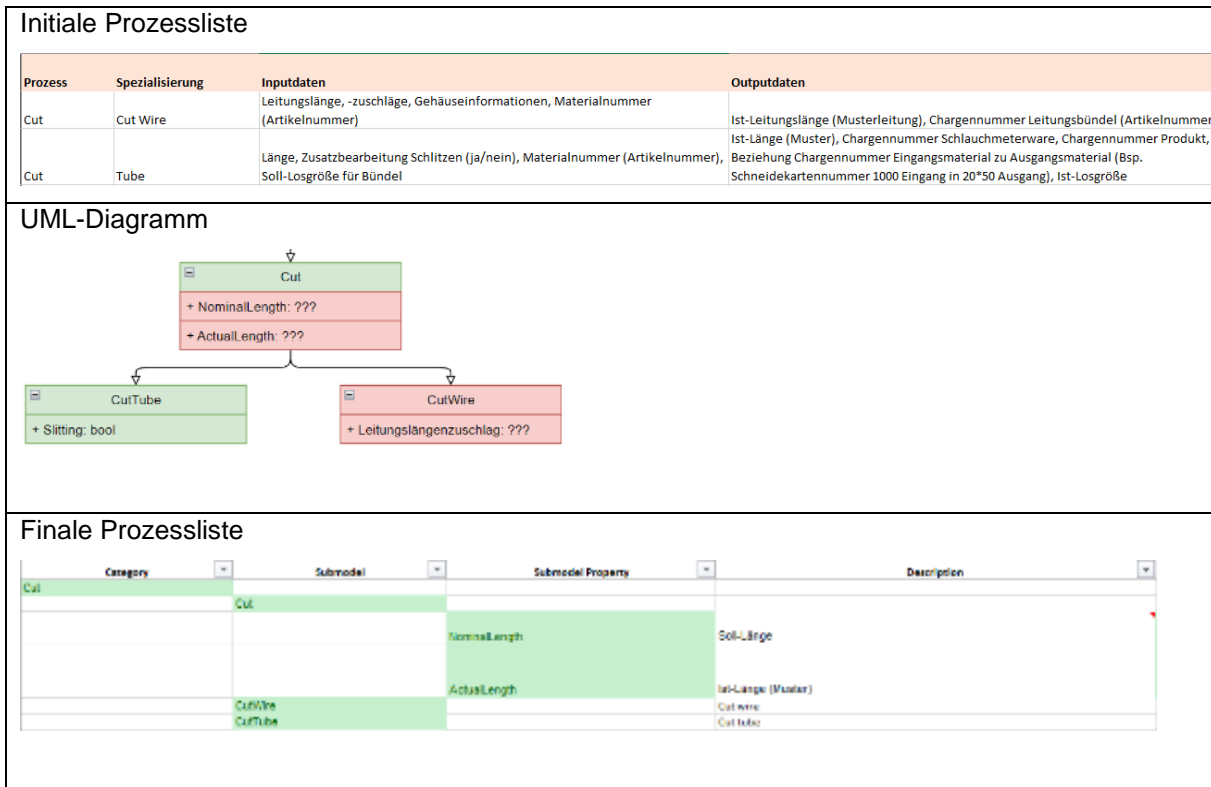 Initiale Prozessliste
Prozess Spezialisierung Inputdaten Outputdaten
Leitungslänge, -zuschläge, Gehäuseinformationen, Materialnummer
Cut Cut Wire (Artikelnummer) Ist-Leitungslänge (Musterleitung), Chargennummer Leitungsbündel (Artikelnummer
Ist-Länge (Muster), Chargennummer Schlauchmeterware, Chargennummer Produkt,
Länge, Zusatzbearbeitung Schlitzen (ja/nein), Materialnummer (Artikelnummer), Beziehung Chargennummer Eingangsmaterial zu Ausgangsmaterial (Bsp.
Cut Tube Soll-Losgröße für Bündel Schneidekartennummer 1000 Eingang in 20*50 Ausgang), Ist-Losgröße
UML-Diagramm
Cut
+ NominalLength: ???
+ ActualLength: ???
CutTube CutWire
+ Slitting: bool + Leitungslängenzuschlag: ???
Finale Prozessliste
Category Submodel Submodel Property Description
Cut
Cut
NominalLength Soll-Länge
ActualLength Ist-Länge (Muster)
CutWire Cut wire
CutTube Cut tube